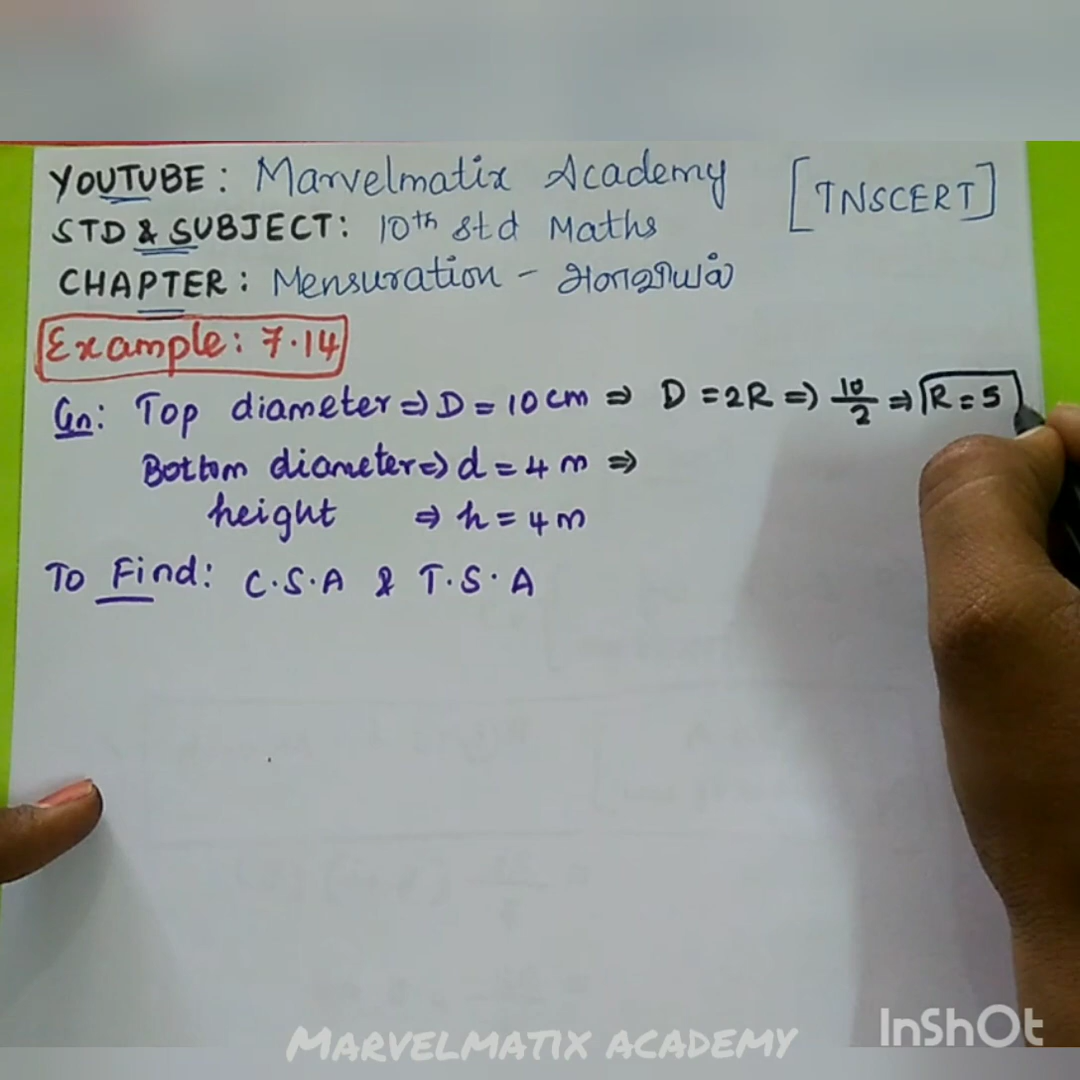 YOUTUBE: Marvelmatix Academy [TNSCERT]
STD & SUBJECT: 10th std Maths
CHAPTER: Mensuration - அளவியல்
Example: 7.14
Gn: Top diameter ⇒ D = 10 cm ⇒ D = 2R ⇒ 10/2 ⇒ R = 5
Bottom diameter ⇒ d = 4 m ⇒
height ⇒ h = 4 m
To Find: C.S.A & T.S.A
MARVELMATIX ACADEMY
InShOt